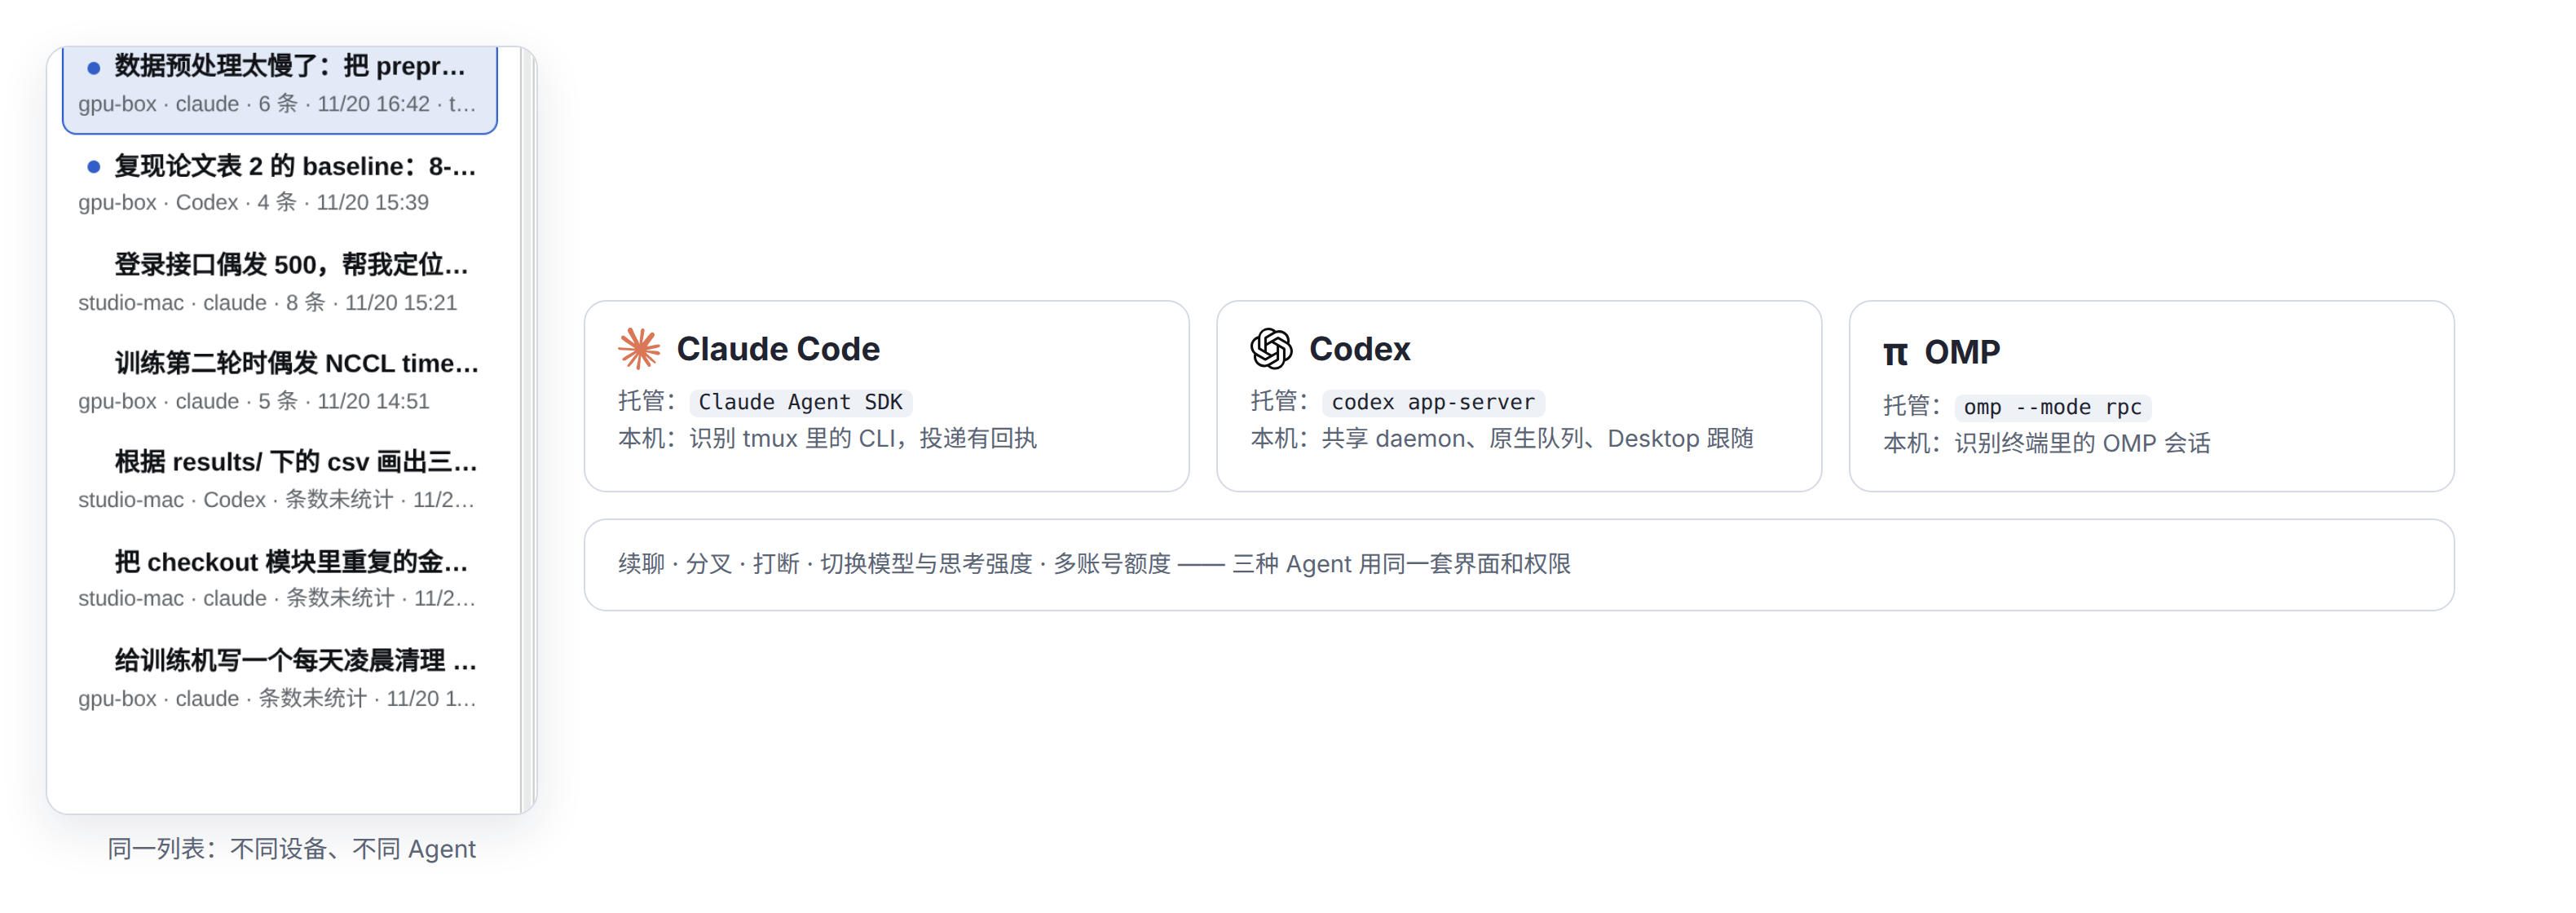 数据预处理太慢了：把 prepr…
gpu-box · claude · 6 条 · 11/20 16:42 · t…
复现论文表 2 的 baseline：8-…
gpu-box · Codex · 4 条 · 11/20 15:39
登录接口偶发 500，帮我定位…
studio-mac · claude · 8 条 · 11/20 15:21
训练第二轮时偶发 NCCL time…
gpu-box · claude · 5 条 · 11/20 14:51
根据 results/ 下的 csv 画出三…
studio-mac · Codex · 条数未统计 · 11/2…
把 checkout 模块里重复的金…
studio-mac · claude · 条数未统计 · 11/2…
给训练机写一个每天凌晨清理 …
gpu-box · claude · 条数未统计 · 11/20 1…
同一列表：不同设备、不同 Agent
Claude Code
托管：Claude Agent SDK
本机：识别 tmux 里的 CLI，投递有回执
Codex
托管：codex app-server
本机：共享 daemon、原生队列、Desktop 跟随
π OMP
托管：omp --mode rpc
本机：识别终端里的 OMP 会话
续聊 · 分叉 · 打断 · 切换模型与思考强度 · 多账号额度 —— 三种 Agent 用同一套界面和权限